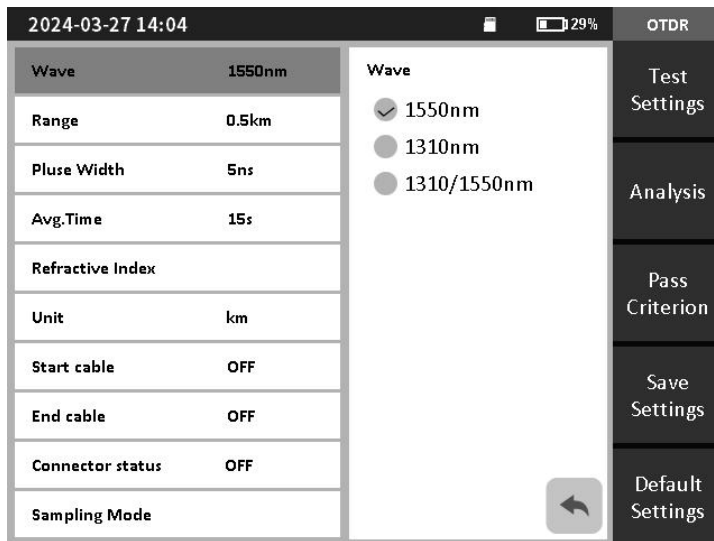 2024-03-27 14:04 29% OTDR
Wave 1550nm
Range 0.5km
Pluse Width 5ns
Avg.Time 15s
Refractive Index
Unit km
Start cable OFF
End cable OFF
Connector status OFF
Sampling Mode
Wave
1550nm
1310nm
1310/1550nm
Test
Settings
Analysis
Pass
Criterion
Save
Settings
Default
Settings